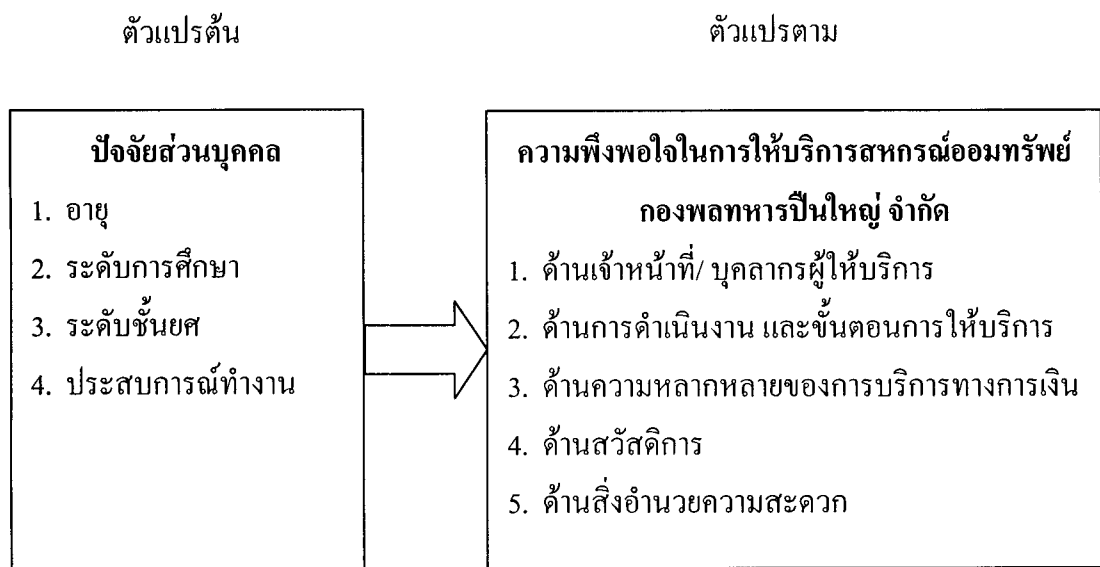 ตัวแปรต้น
ตัวแปรตาม
ปัจจัยส่วนบุคคล
1. อายุ
2. ระดับการศึกษา
3. ระดับชั้นยศ
4. ประสบการณ์ทำงาน
ความพึงพอใจในการให้บริการสหกรณ์ออมทรัพย์
กองพลทหารปืนใหญ่ จำกัด
1. ด้านเจ้าหน้าที่/ บุคลากรผู้ให้บริการ
2. ด้านการดำเนินงาน และขั้นตอนการให้บริการ
3. ด้านความหลากหลายของการบริการทางการเงิน
4. ด้านสวัสดิการ
5. ด้านสิ่งอำนวยความสะดวก